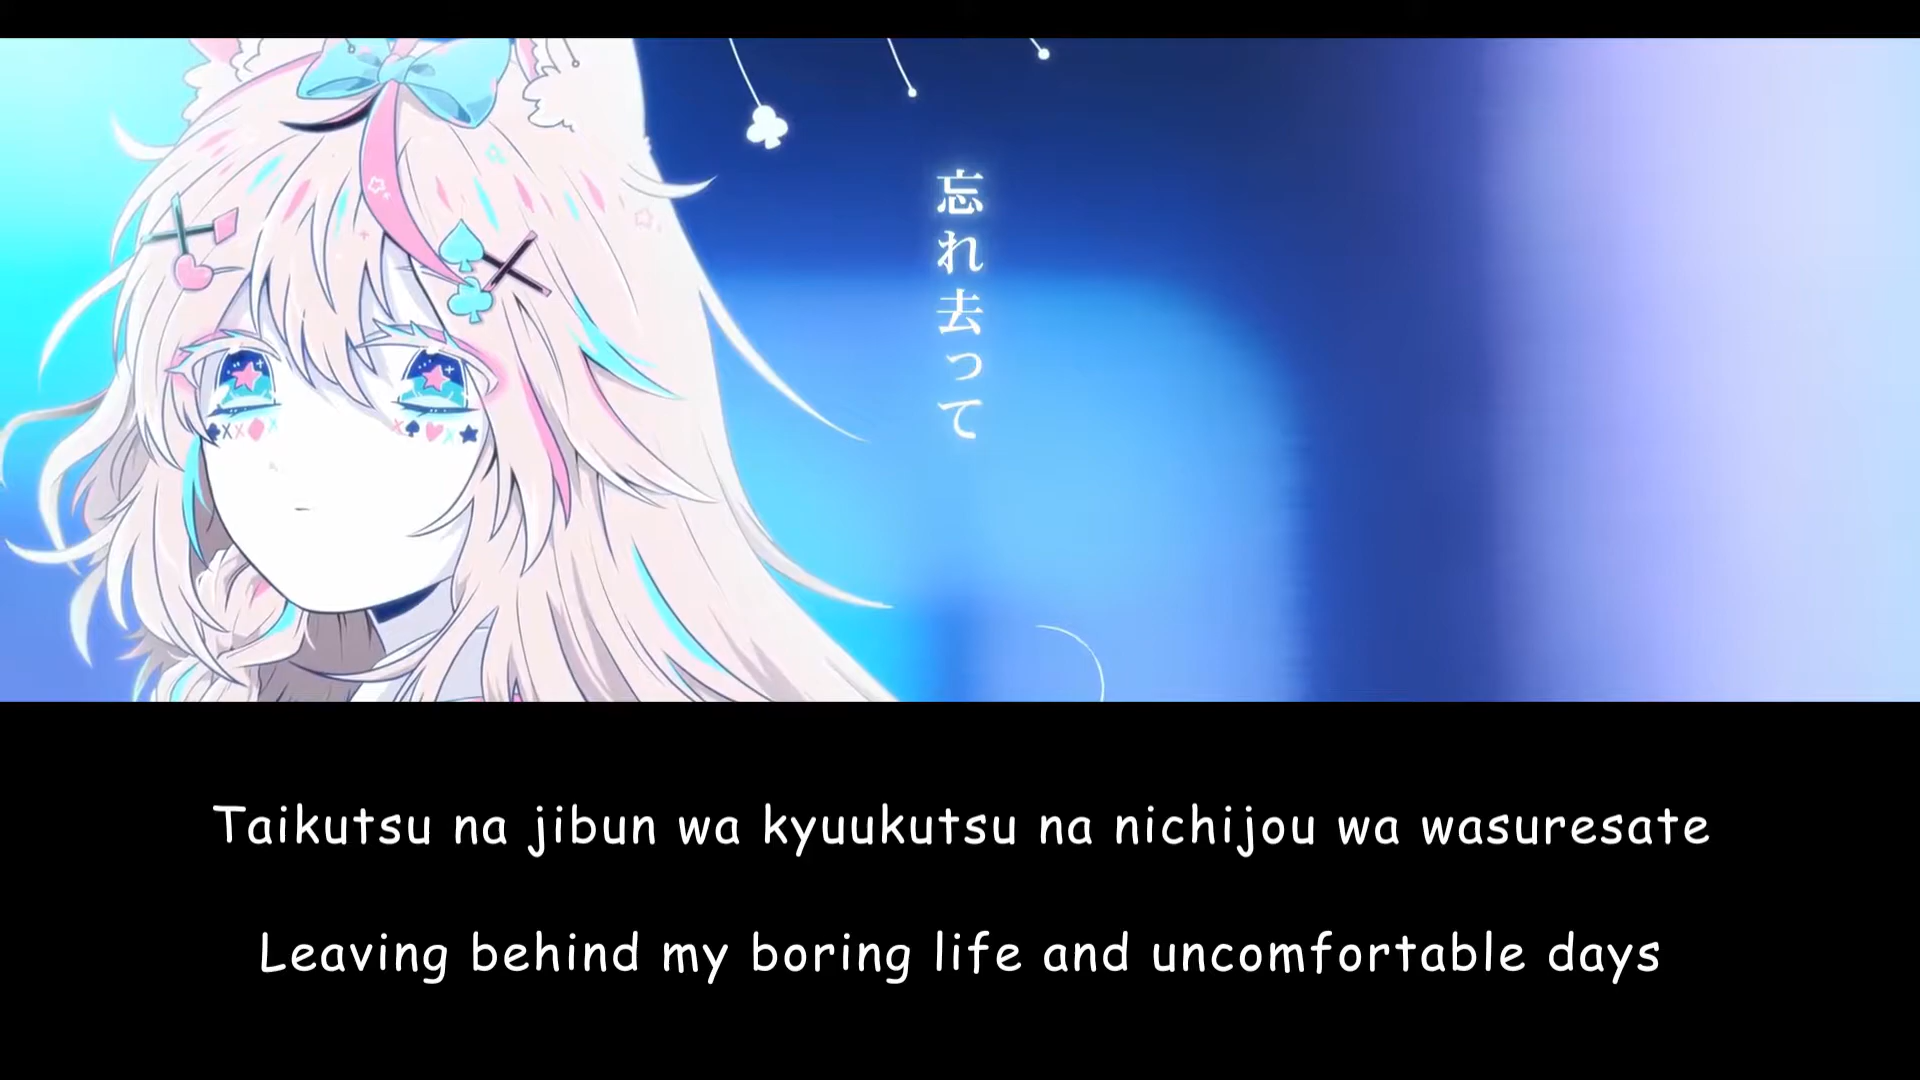 忘れ去って
Taikutsu na jibun wa kyuukutsu na nichijou wa wasuresate
Leaving behind my boring life and uncomfortable days